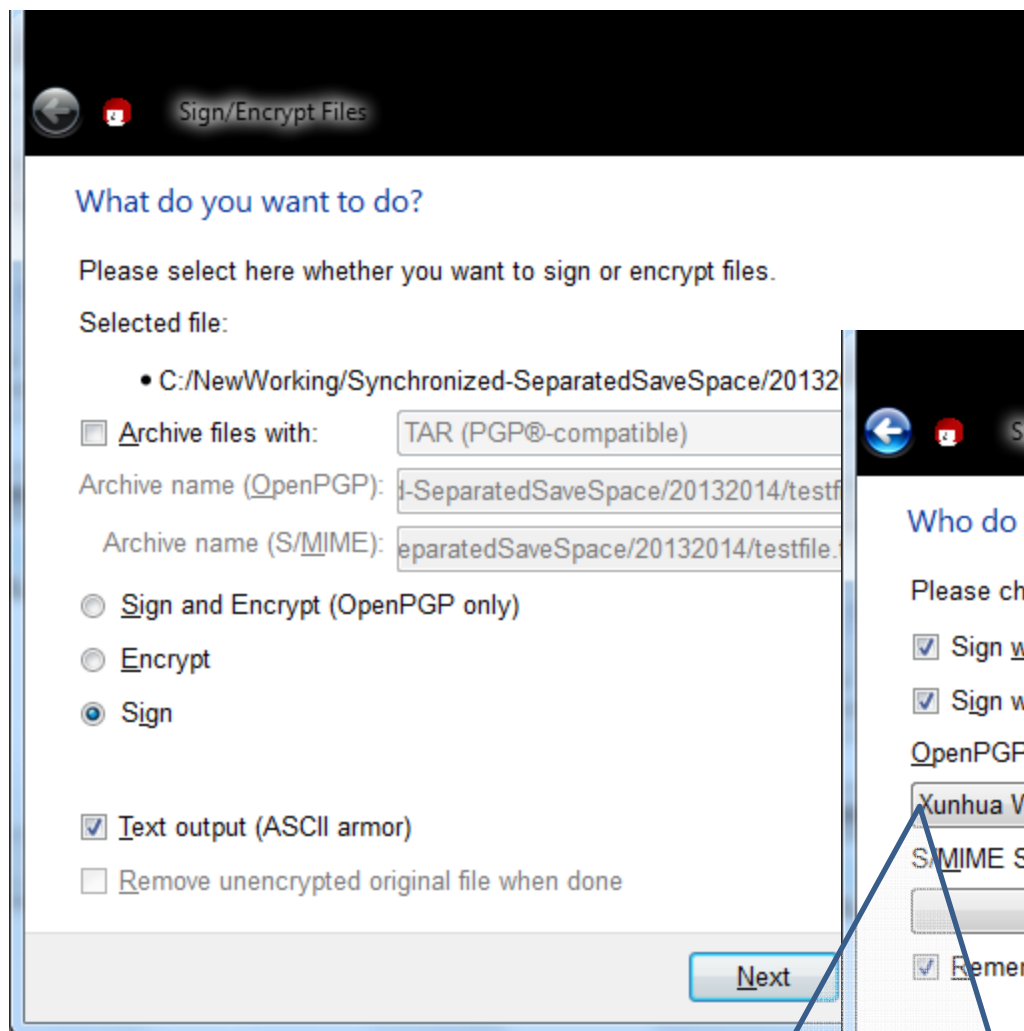 Sign/Encrypt Files
What do you want to do?
Please select here whether you want to sign or encrypt files.
Selected file:
• C:/NewWorking/Synchronized-SeparatedSaveSpace/20132
Archive files with: TAR (PGP®-compatible)
Archive name (OpenPGP): d-SeparatedSaveSpace/20132014/testf
Archive name (S/MIME): eparatedSaveSpace/20132014/testfile.
Sign and Encrypt (OpenPGP only)
Encrypt
Sign
Text output (ASCII armor)
Remove unencrypted original file when done
Next
S
Who do
Please ch
Sign w
Sign w
OpenPGP
Xunhua W
S/MIME S
Remem